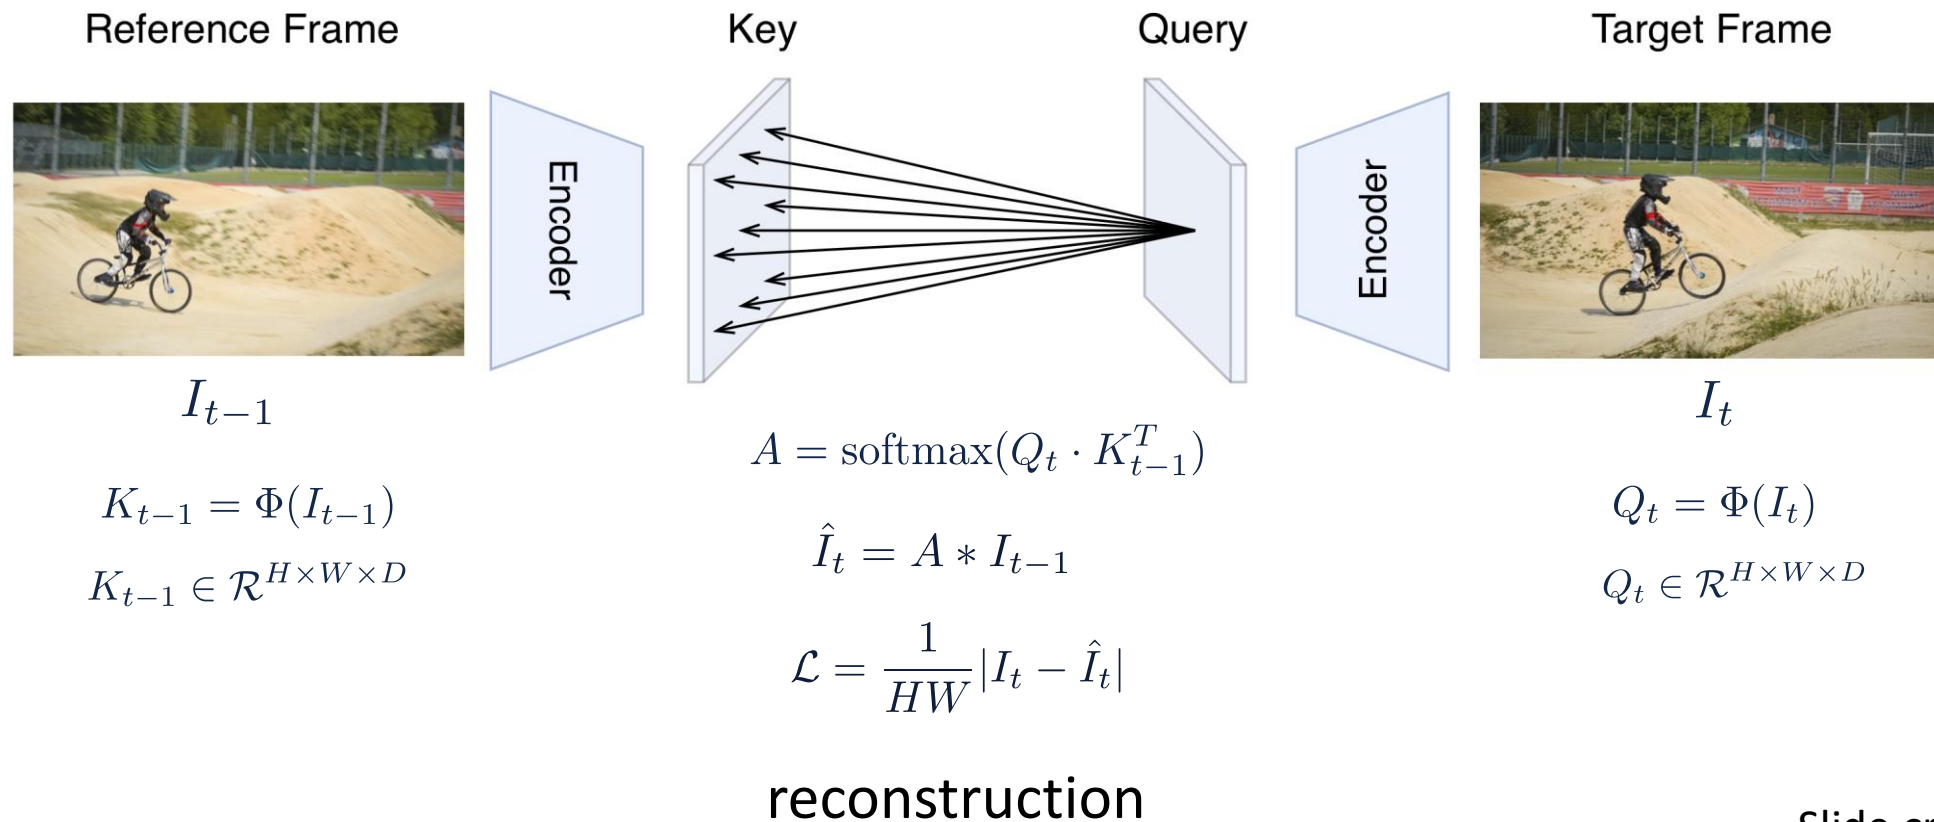 Reference Frame Key Query Target Frame
Encoder Encoder
I_{t-1} I_t
A = softmax(Q_t · K_{t-1}^T)
K_{t-1} = Φ(I_{t-1}) Q_t = Φ(I_t)
Î_t = A * I_{t-1}
K_{t-1} ∈ ℛ^{H×W×D} Q_t ∈ ℛ^{H×W×D}
ℒ = \frac{1}{HW}|I_t − Î_t|
reconstruction